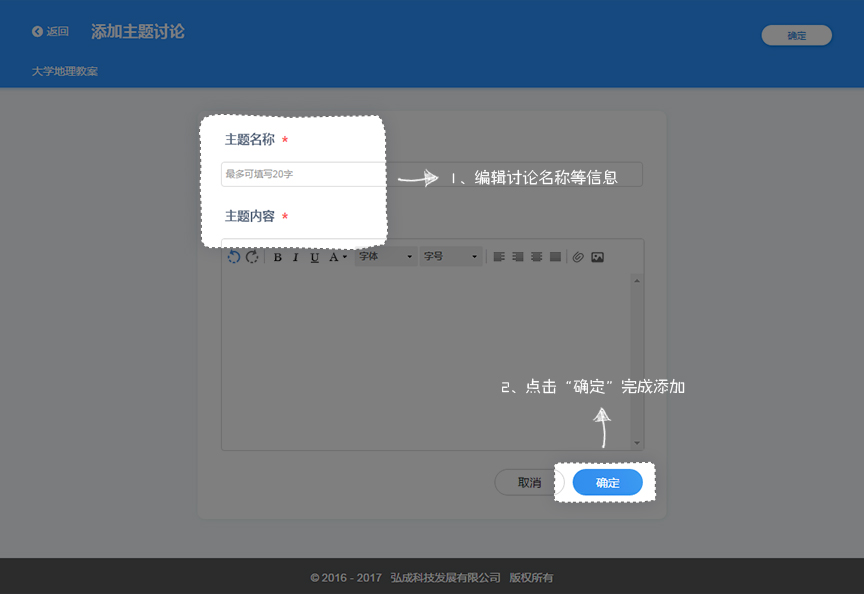 返回 添加主题讨论 确定
大学地理教室
主题名称 *
最多可填写20字
1、编辑讨论名称等信息
主题内容 *
B I U A 字体 字号
2、点击“确定”完成添加
取消 确定
© 2016 - 2017 弘成科技发展有限公司 版权所有